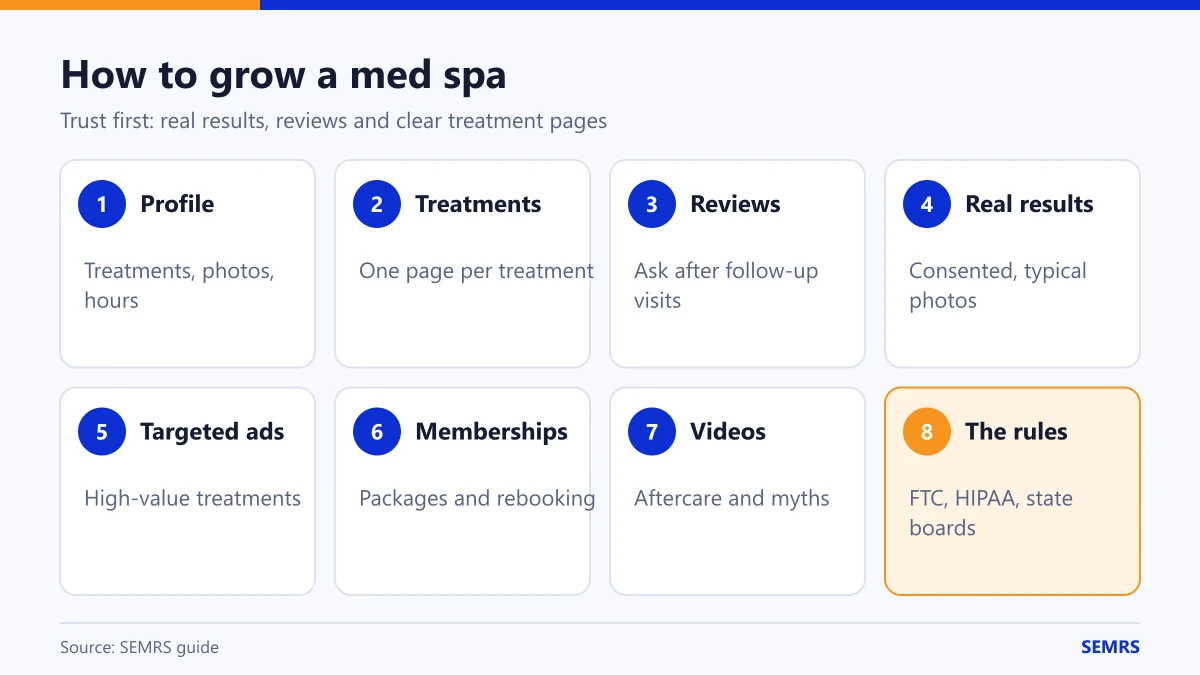 How to grow a med spa
Trust first: real results, reviews and clear treatment pages
1 Profile
Treatments, photos,
hours
2 Treatments
One page per treatment
3 Reviews
Ask after follow-up
visits
4 Real results
Consented, typical
photos
5 Targeted ads
High-value treatments
6 Memberships
Packages and rebooking
7 Videos
Aftercare and myths
8 The rules
FTC, HIPAA, state
boards
Source: SEMRS guide
SEMRS